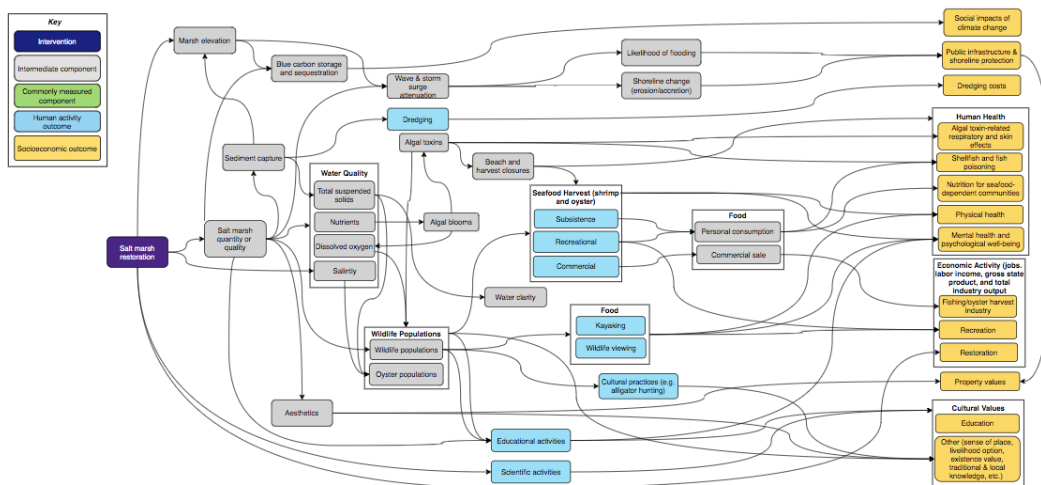 Key
Intervention
Intermediate component
Commonly measured
component
Human activity
outcome
Socioeconomic outcome
Salt marsh
restoration
Marsh elevation
Blue carbon storage
and sequestration
Sediment capture
Salt marsh
quantity or
quality
Aesthetics
Water Quality
Total suspended
solids
Nutrients
Dissolved oxygen
Salintiy
Wildlife Populations
Wildlife populations
Oyster populations
Wave & storm
surge
attenuation
Dredging
Algal toxins
Algal blooms
Beach and
harvest closures
Water clarity
Educational activities
Scientific activities
Likelihood of flooding
Shoreline change
(erosion/accretion)
Seafood Harvest (shrimp
and oyster)
Subsistence
Recreational
Commercial
Food
Kayaking
Wildlife viewing
Cultural practices (e.g.
alligator hunting)
Food
Personal consumption
Commercial sale
Social impacts of
climate change
Public infrastructure &
shoreline protection
Dredging costs
Human Health
Algal toxin-related
respiratory and skin
effects
Shellfish and fish
poisoning
Nutrition for seafood-
dependent communities
Physical health
Mental health and
psychological well-being
Economic Activity (jobs.
labor income, gross state
product, and total
industry output
Fishing/oyster harvest
industry
Recreation
Restoration
Property values
Cultural Values
Education
Other (sense of place,
livelihood option,
existence value,
traditional & local
knowledge, etc.)